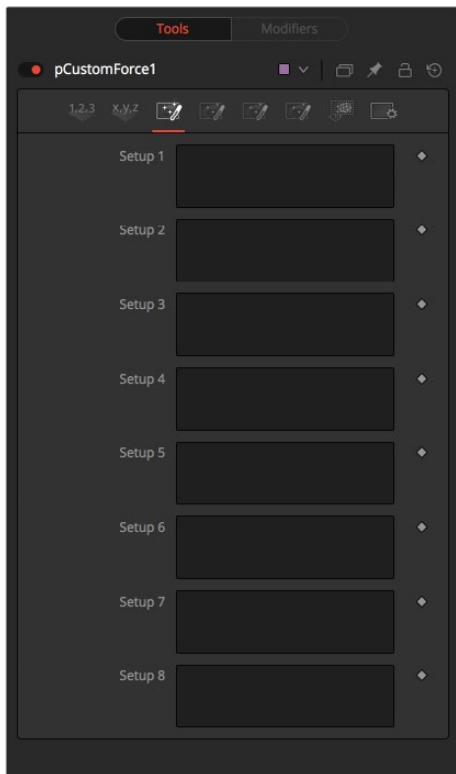 Tools Modifiers
pCustomForce1
1,2,3 x,y,z
Setup 1
Setup 2
Setup 3
Setup 4
Setup 5
Setup 6
Setup 7
Setup 8